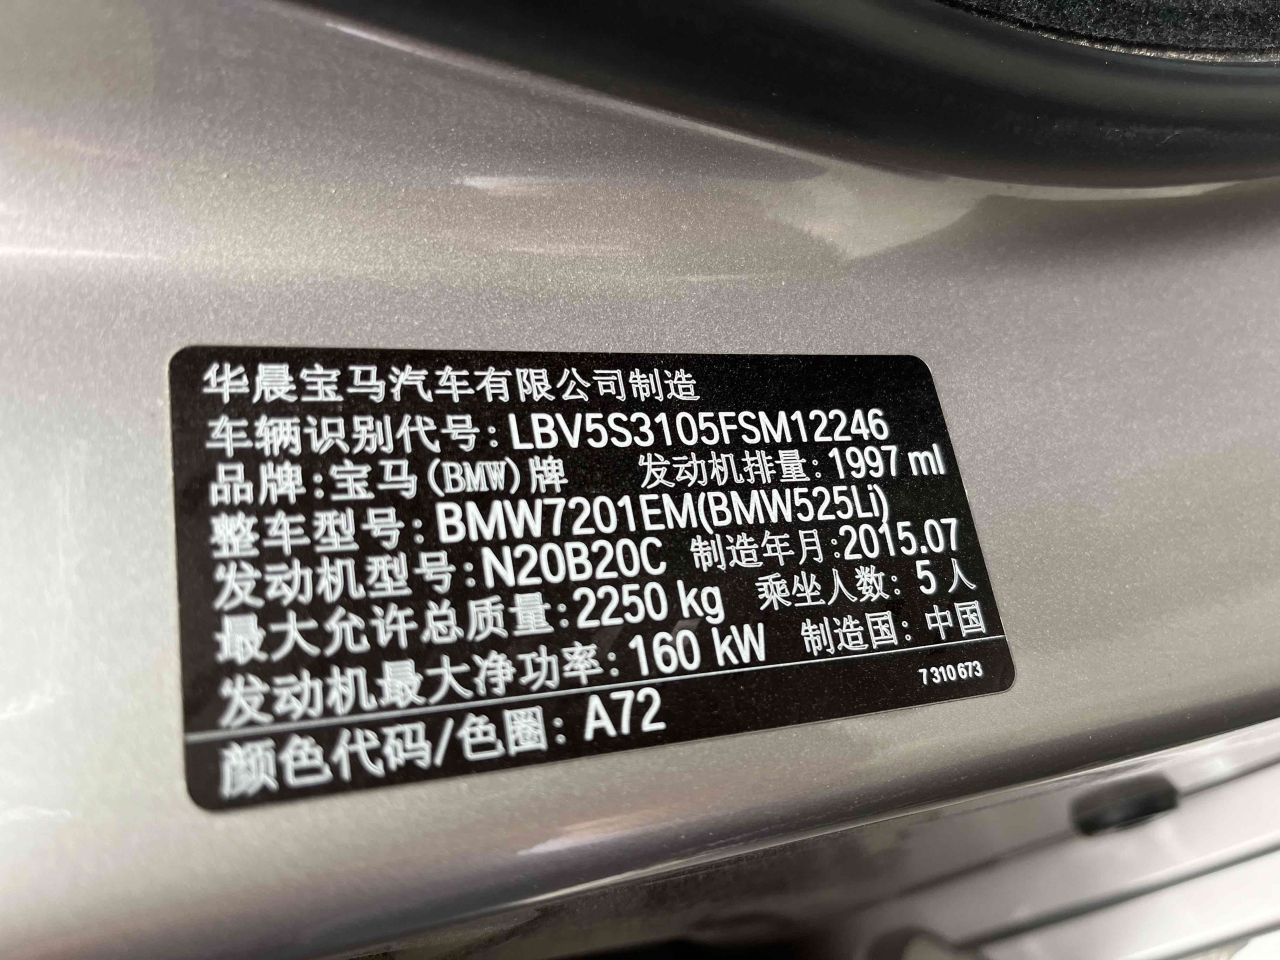 华晨宝马汽车有限公司制造
车辆识别代号: LBV5S3105FSM12246
品牌: 宝马(BMW)牌 发动机排量: 1997 ml
整车型号: BMW7201EM(BMW525Li)
发动机型号: N20B20C 制造年月: 2015.07
最大允许总质量: 2250 kg 乘坐人数: 5 人
发动机最大净功率: 160 kW 制造国: 中国
7 310 673
颜色代码/色圈: A72